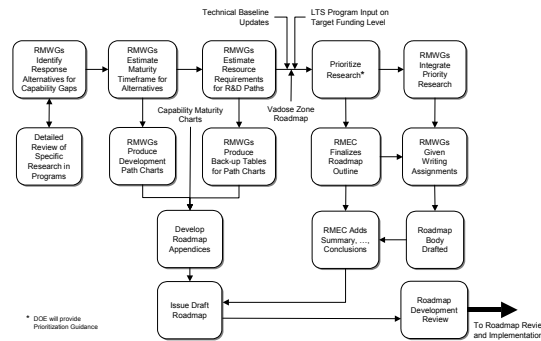 Technical Baseline
Updates
LTS Program Input on
Target Funding Level
RMWGs
Identify
Response
Alternatives for
Capability Gaps
RMWGs
Estimate
Maturity
Timeframe for
Alternatives
RMWGs
Estimate
Resource
Requirements
for R&D Paths
Prioritize
Research*
RMWGs
Integrate
Priority
Research
Capability Maturity
Charts
Vadose Zone
Roadmap
Detailed
Review of
Specific
Research in
Programs
RMWGs
Produce
Development
Path Charts
RMWGs
Produce
Back-up Tables
for Path Charts
RMEC
Finalizes
Roadmap
Outline
RMWGs
Given
Writing
Assignments
Develop
Roadmap
Appendices
RMEC Adds
Summary, …,
Conclusions
Roadmap
Body
Drafted
Issue Draft
Roadmap
Roadmap
Development
Review
* DOE will provide
Prioritization Guidance
To Roadmap Review
and Implementation